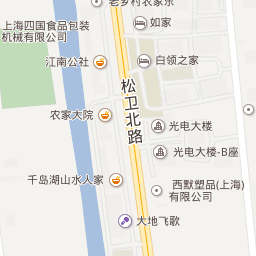 老乡村农家乐
上海四国食品包装
机械有限公司
如家
江南公社
白领之家
松卫北路
农家大院
光电大楼
光电大楼-B座
千岛湖山水人家
西默塑品(上海)
有限公司
大地飞歌